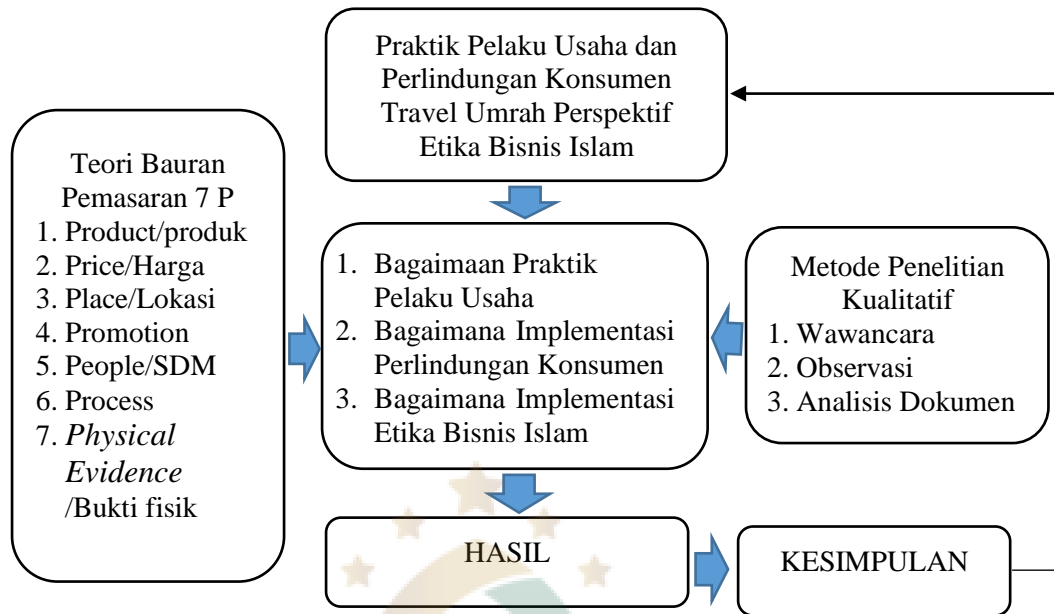 Praktik Pelaku Usaha dan
Perlindungan Konsumen
Travel Umrah Perspektif
Etika Bisnis Islam
Teori Bauran
Pemasaran 7 P
1. Product/produk
2. Price/Harga
3. Place/Lokasi
4. Promotion
5. People/SDM
6. Process
7. Physical
Evidence
/Bukti fisik
1. Bagaimaan Praktik
Pelaku Usaha
2. Bagaimana Implementasi
Perlindungan Konsumen
3. Bagaimana Implementasi
Etika Bisnis Islam
Metode Penelitian
Kualitatif
1. Wawancara
2. Observasi
3. Analisis Dokumen
HASIL
KESIMPULAN